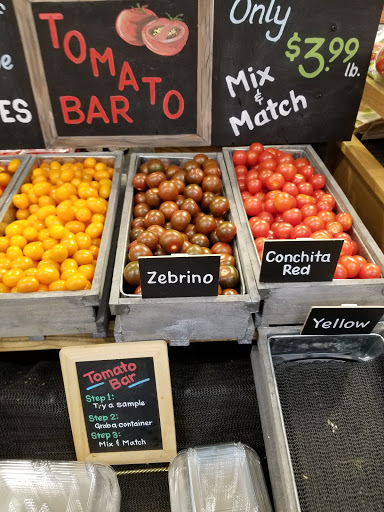 TOMATO
BAR
ES
Only
$3.99
lb.
Mix
&
Match
Zebrino
Conchita
Red
Yellow
Tomato
Bar
Step 1:
Try a sample
Step 2:
Grab a container
Step 3:
Mix & Match